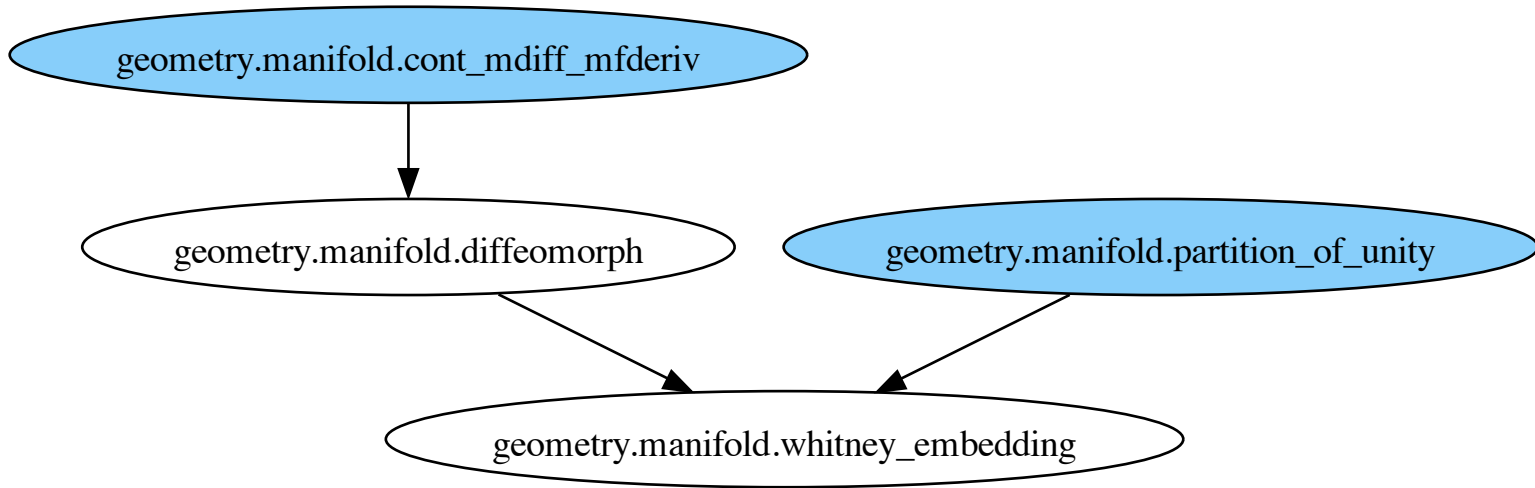 geometry.manifold.cont_mdiff_mfderiv
geometry.manifold.diffeomorph
geometry.manifold.partition_of_unity
geometry.manifold.whitney_embedding